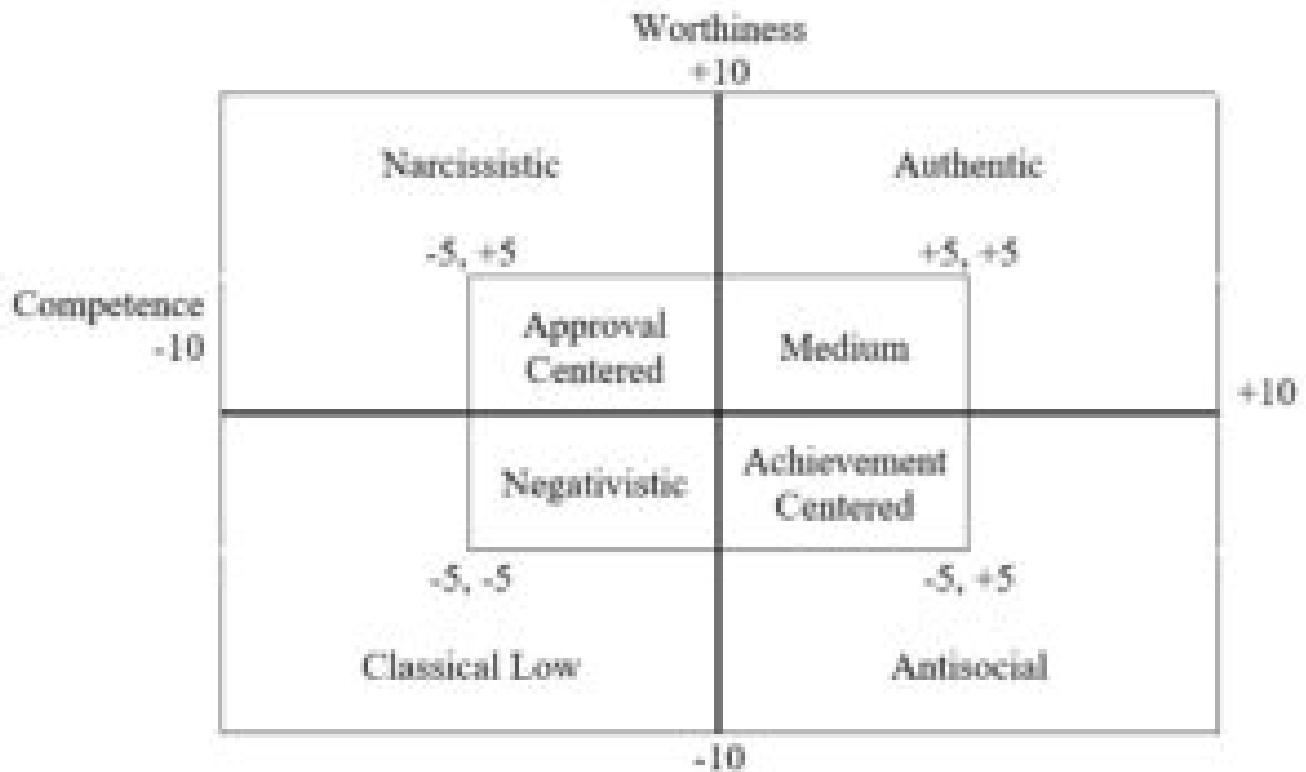 Worthiness
+10
Narcissistic
Authentic
-5, +5
+5, +5
Competence
-10
Approval
Centered
Medium
+10
Negativistic
Achievement
Centered
-5, -5
-5, +5
Classical Low
Antisocial
-10